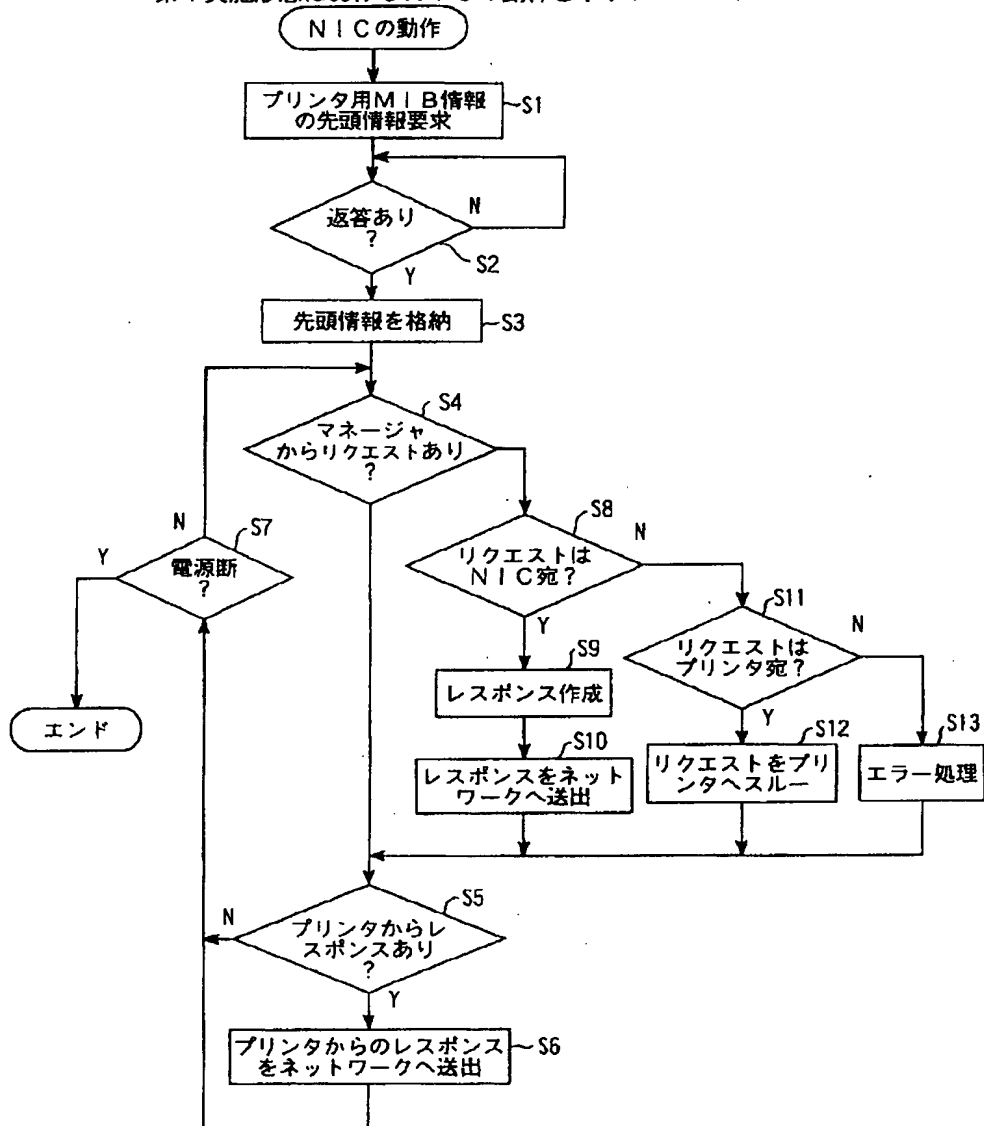 NICの動作
プリンタ用MIB情報
の先頭情報要求
S1
返答あり
?
N
S2
Y
先頭情報を格納
S3
S4
マネージャ
からリクエストあり
?
N
S7
Y
電源断
?
エンド
S8
N
リクエストは
NIC宛?
Y
S11
N
リクエストは
プリンタ宛?
Y
S9
レスポンス作成
S10
レスポンスをネット
ワークへ送出
S12
リクエストをプリ
ンタへスルー
S13
エラー処理
S5
N
プリンタからレ
スポンスあり
?
Y
プリンタからのレスポンス
をネットワークへ送出
S6